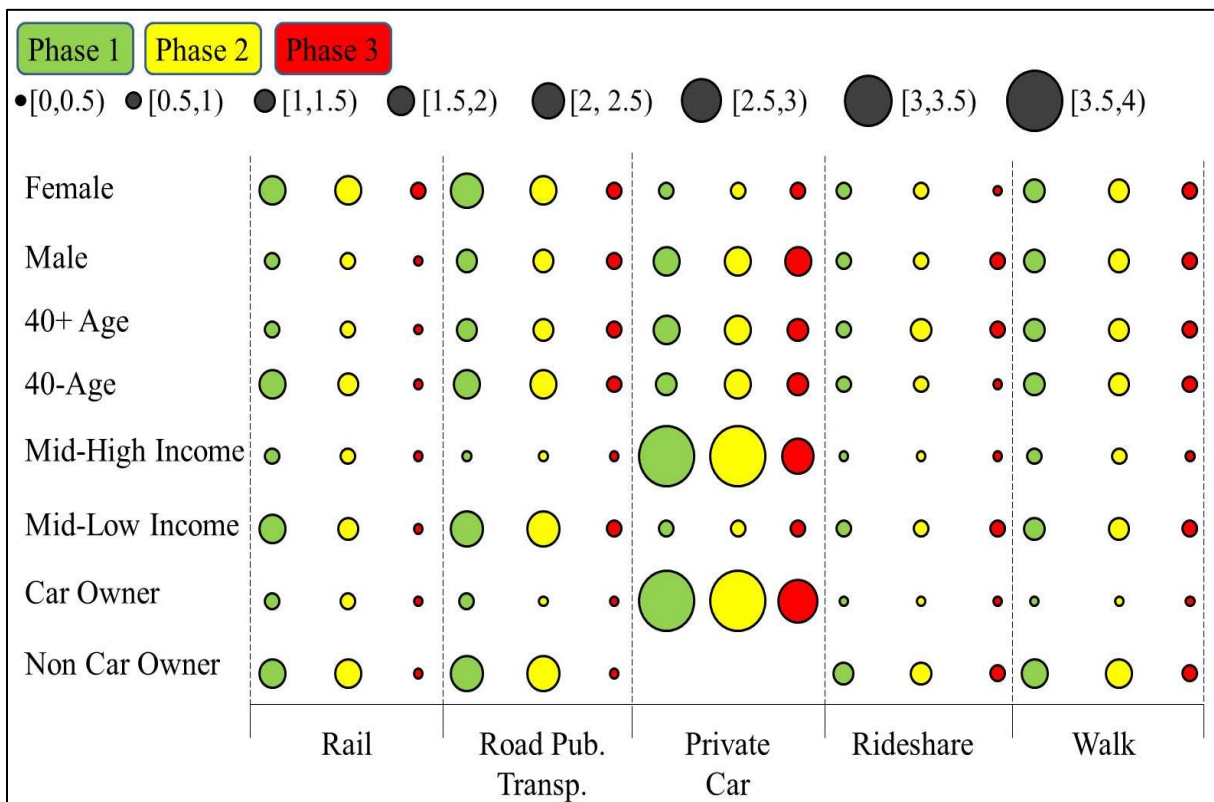 Phase 1 Phase 2 Phase 3
[0,0.5) [0.5,1) [1,1.5) [1.5,2) [2, 2.5) [2.5,3) [3,3.5) [3.5,4)
Female
Male
40+ Age
40-Age
Mid-High Income
Mid-Low Income
Car Owner
Non Car Owner
Rail Road Pub. Private Rideshare Walk
Transp. Car